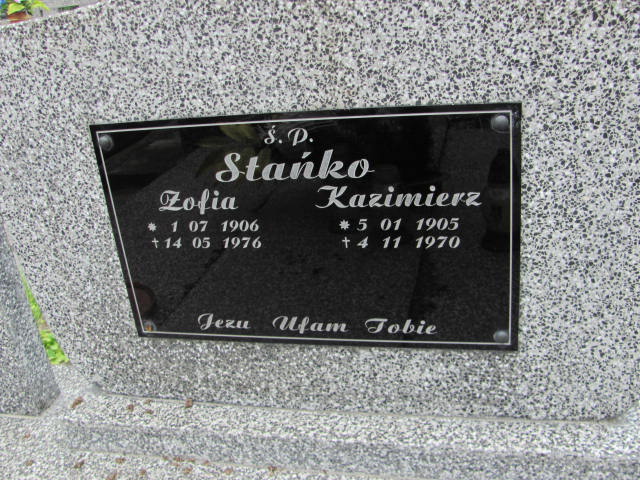 Ś. P.
Stańko
Zofia Kazimierz
* 1 07 1906 * 5 01 1905
† 14 05 1976 † 4 11 1970
Jezu Ufam Tobie